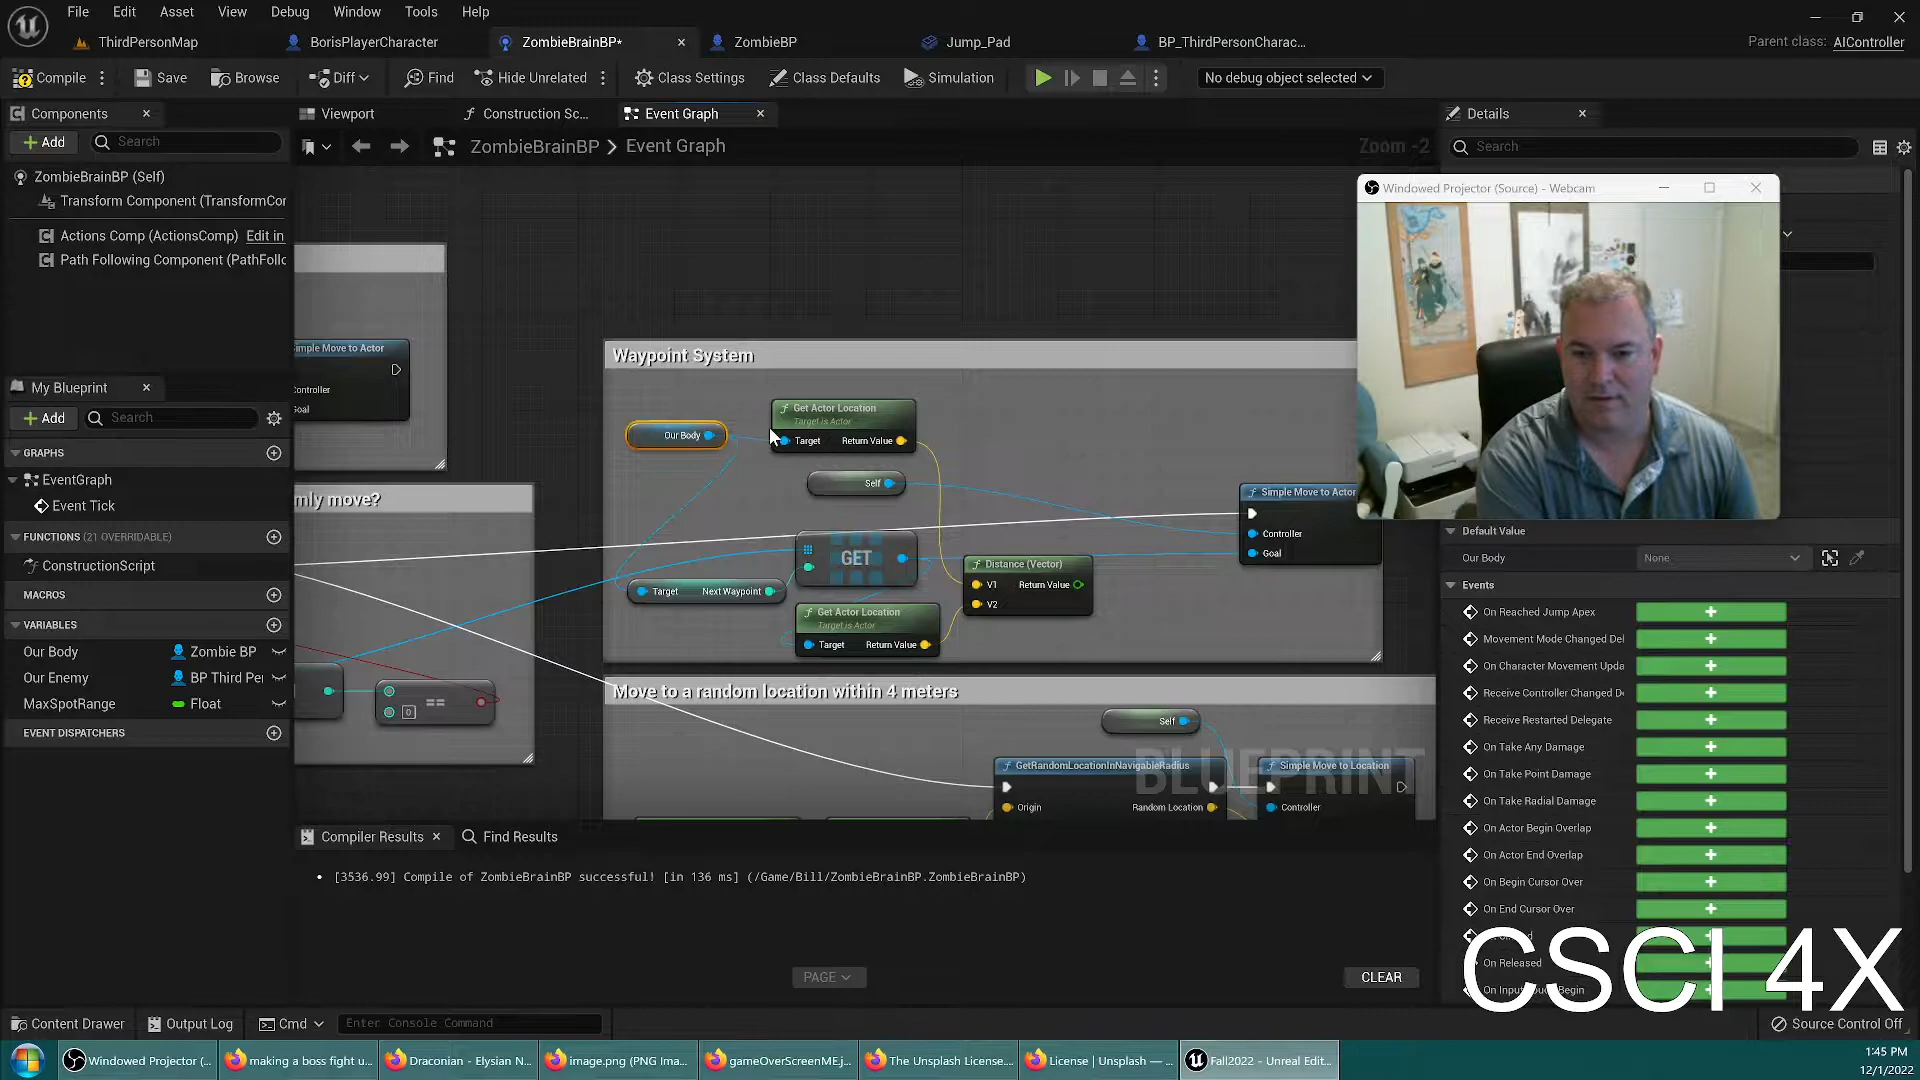 File Edit Asset View Debug Window Tools Help
ThirdPersonMap BorisPlayerCharacter ZombieBrainBP* ZombieBP Jump_Pad BP_ThirdPersonCharac... Parent class: AIController
Compile Save Browse Diff Find Hide Unrelated Class Settings Class Defaults Simulation No debug object selected
Components Viewport Construction Sc... Event Graph Details
Add Search ZombieBrainBP > Event Graph Zoom -2 Search
ZombieBrainBP (Self)
Transform Component (TransformCor
Actions Comp (ActionsComp) Edit in
Path Following Component (PathFollc
Windowed Projector (Source) - Webcam
Simple Move to Actor
Controller
Goal
Waypoint System
Our Body
Get Actor Location
Target is Actor
Target Return Value
Self
GET
Target Next Waypoint
Get Actor Location
Target is Actor
Target Return Value
Distance (Vector)
V1 Return Value
V2
Simple Move to Actor
Controller
Goal
mly move?
==
0
Move to a random location within 4 meters
Self
GetRandomLocationInNavigableRadius
Origin Random Location
Simple Move to Location
Controller
BLUEPRINT
My Blueprint
Add Search
GRAPHS
EventGraph
Event Tick
FUNCTIONS (21 OVERRIDABLE)
ConstructionScript
MACROS
VARIABLES
Our Body Zombie BP
Our Enemy BP Third Per
MaxSpotRange Float
EVENT DISPATCHERS
Default Value
Our Body None
Events
On Reached Jump Apex
Movement Mode Changed Del
On Character Movement Upda
Receive Controller Changed D
Receive Restarted Delegate
On Take Any Damage
On Take Point Damage
On Take Radial Damage
On Actor Begin Overlap
On Actor End Overlap
On Begin Cursor Over
On End Cursor Over
On Released
Compiler Results Find Results
[3536.99] Compile of ZombieBrainBP successful! [in 136 ms] (/Game/Bill/ZombieBrainBP.ZombieBrainBP)
PAGE CLEAR
CSCI 4X
Content Drawer Output Log Cmd Enter Console Command Source Control Off
Windowed Projector (... making a boss fight u... Draconian - Elysian N... image.png (PNG Ima... gameOverScreenME.j... The Unsplash License... License | Unsplash — ... Fall2022 - Unreal Edit...
1:45 PM
12/1/2022